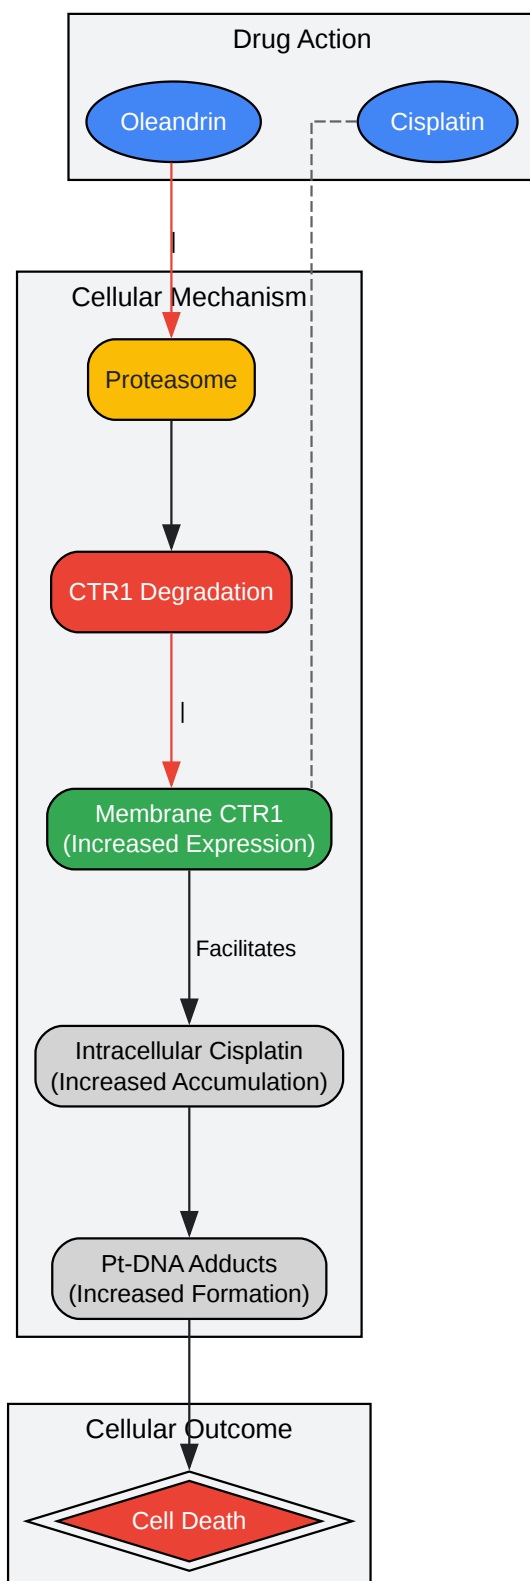 Drug Action
Oleandrin
Cisplatin
|
Cellular Mechanism
Proteasome
CTR1 Degradation
|
Membrane CTR1
(Increased Expression)
Facilitates
Intracellular Cisplatin
(Increased Accumulation)
Pt-DNA Adducts
(Increased Formation)
Cellular Outcome
Cell Death